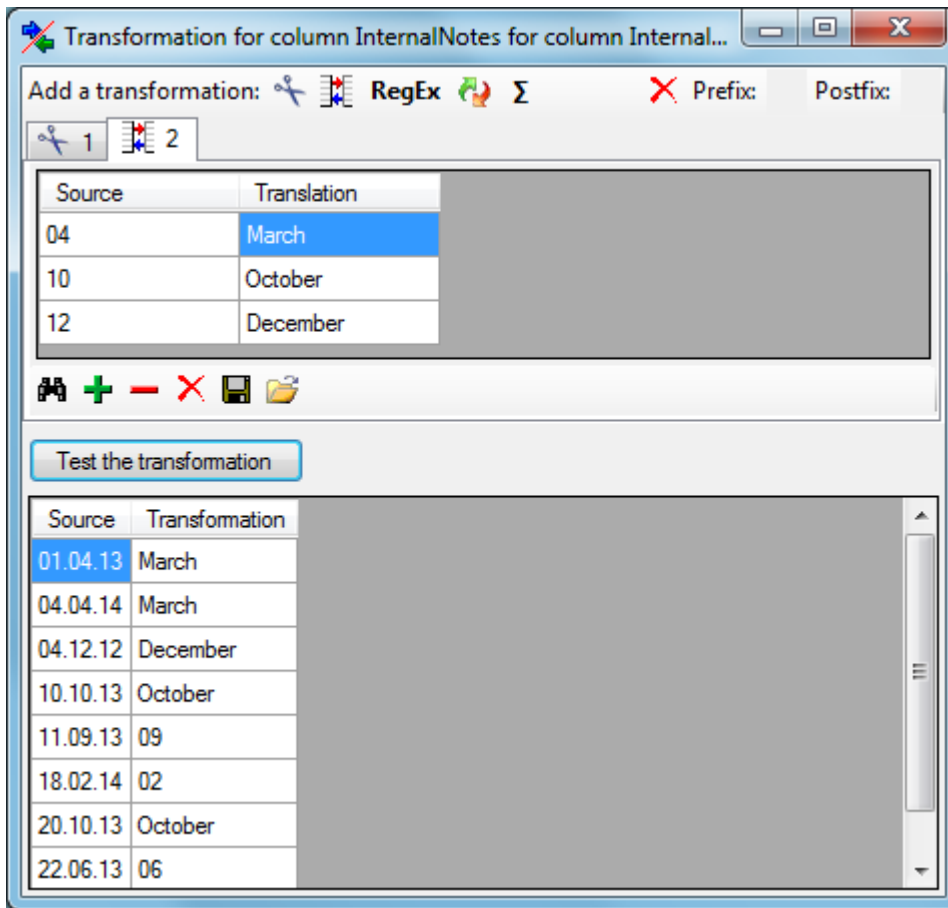 Transformation for column InternalNotes for column Internal...
Add a transformation: RegEx Σ Prefix: Postfix:
1 2
Source Translation
04 March
10 October
12 December
Test the transformation
Source Transformation
01.04.13 March
04.04.14 March
04.12.12 December
10.10.13 October
11.09.13 09
18.02.14 02
20.10.13 October
22.06.13 06